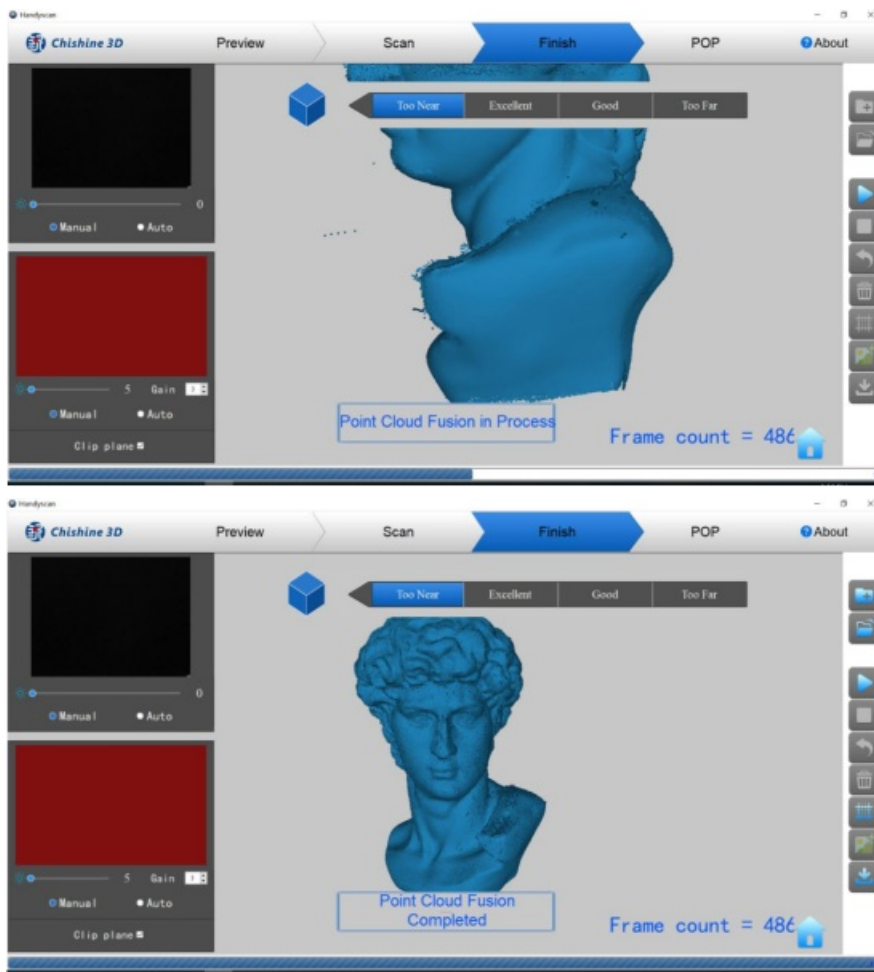 Handyscan
Chishine 3D
Preview
Scan
Finish
POP
About
Too Near
Excellent
Good
Too Far
0
Manual
Auto
5
Gain
Manual
Auto
Clip plane
Point Cloud Fusion in Process
Frame count = 486
Handyscan
Chishine 3D
Preview
Scan
Finish
POP
About
Too Near
Excellent
Good
Too Far
0
Manual
Auto
5
Gain
Manual
Auto
Clip plane
Point Cloud Fusion
Completed
Frame count = 486